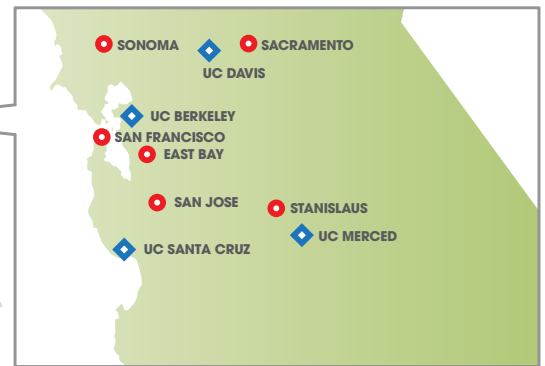 SONOMA
SACRAMENTO
UC DAVIS
UC BERKELEY
SAN FRANCISCO
EAST BAY
SAN JOSE
STANISLAUS
UC MERCED
UC SANTA CRUZ